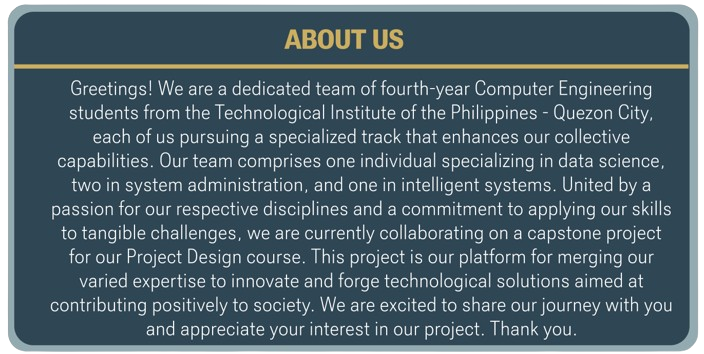 ABOUT US
Greetings! We are a dedicated team of fourth-year Computer Engineering
students from the Technological Institute of the Philippines - Quezon City,
each of us pursuing a specialized track that enhances our collective
capabilities. Our team comprises one individual specializing in data science,
two in system administration, and one in intelligent systems. United by a
passion for our respective disciplines and a commitment to applying our skills
to tangible challenges, we are currently collaborating on a capstone project
for our Project Design course. This project is our platform for merging our
varied expertise to innovate and forge technological solutions aimed at
contributing positively to society. We are excited to share our journey with you
and appreciate your interest in our project. Thank you.